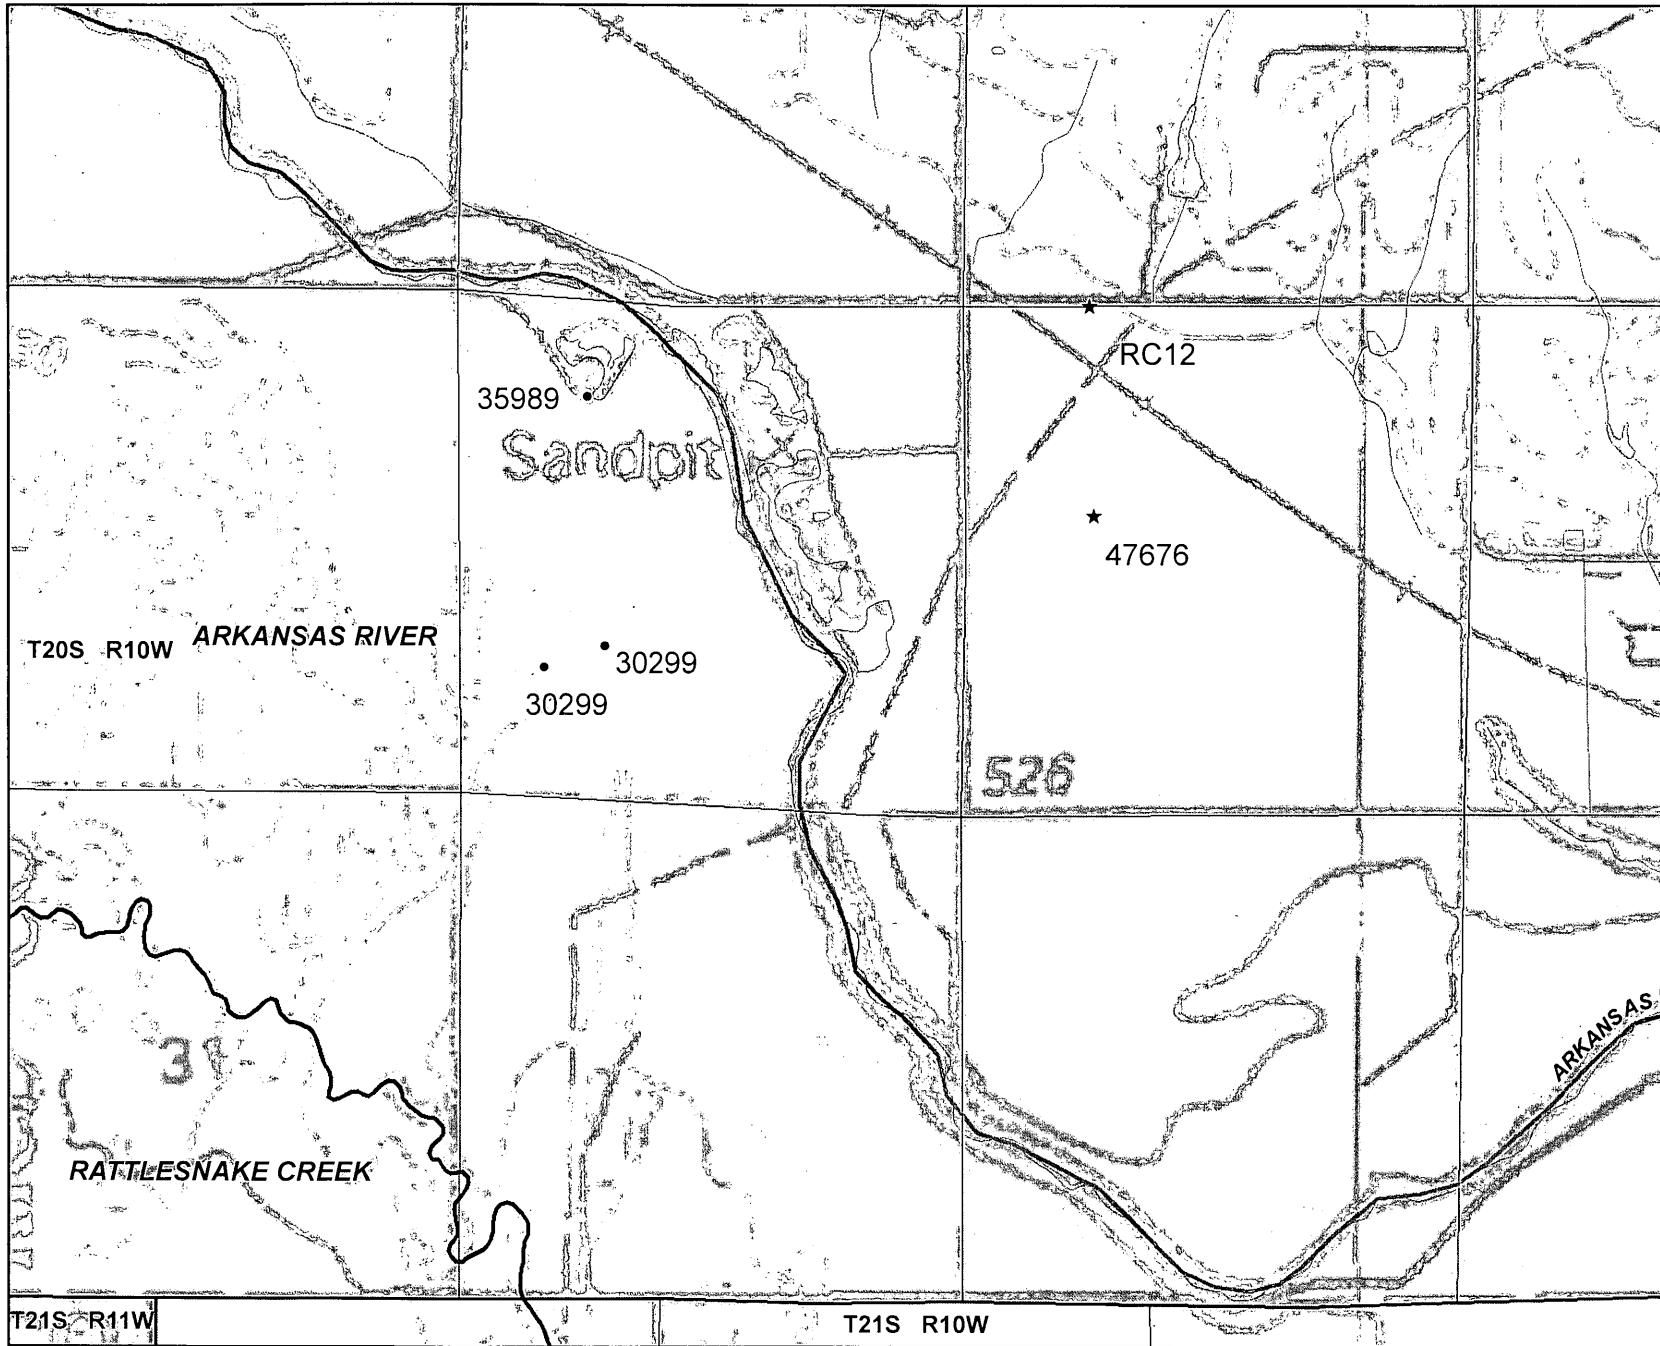 RC12
35989
Sandpit
47676
T20S R10W
ARKANSAS RIVER
30299
30299
526
ARKANSAS
RATTLESNAKE CREEK
T21S R11W
T21S R10W